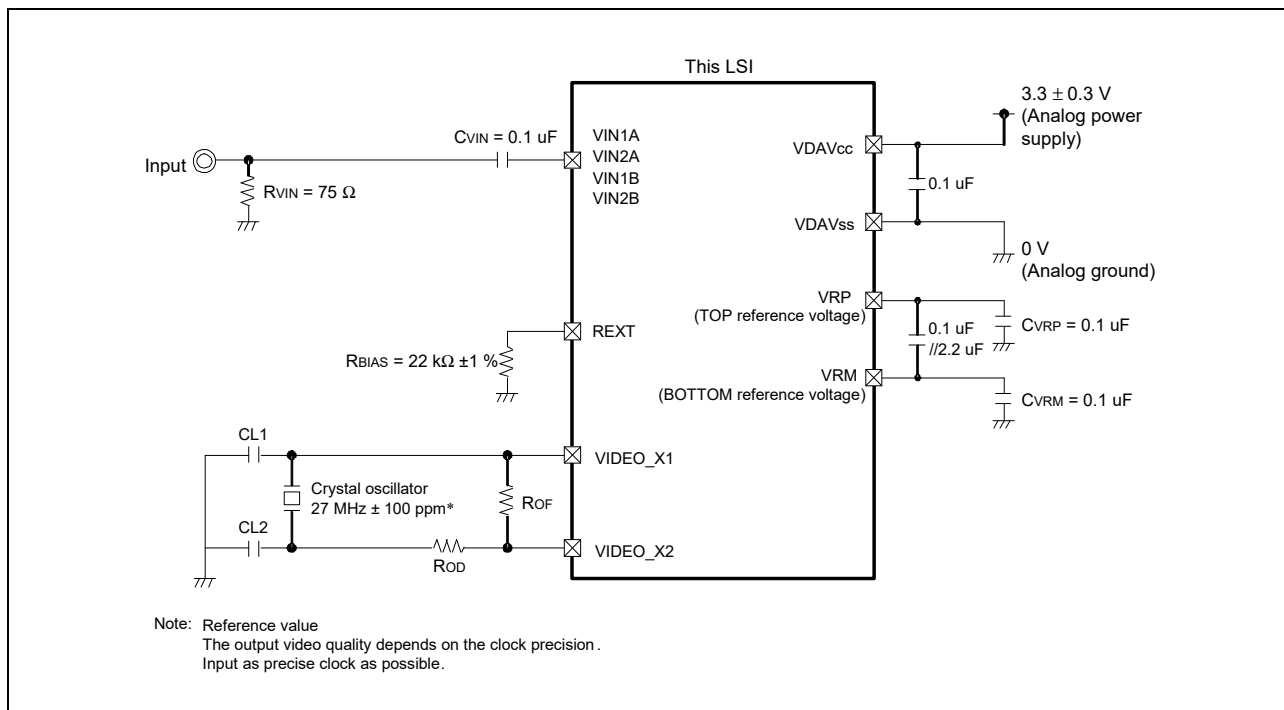 This LSI
Input
RVIN = 75 Ω
CVIN = 0.1 uF
VIN1A
VIN2A
VIN1B
VIN2B
RBIAS = 22 kΩ ±1 %
REXT
CL1
Crystal oscillator
27 MHz ± 100 ppm*
CL2
ROF
ROD
VIDEO_X1
VIDEO_X2
VDAVcc
VDAVss
VRP
(TOP reference voltage)
VRM
(BOTTOM reference voltage)
3.3 ± 0.3 V
(Analog power
supply)
0.1 uF
0 V
(Analog ground)
0.1 uF
//2.2 uF
CVRP = 0.1 uF
CVRM = 0.1 uF
Note: Reference value
The output video quality depends on the clock precision.
Input as precise clock as possible.